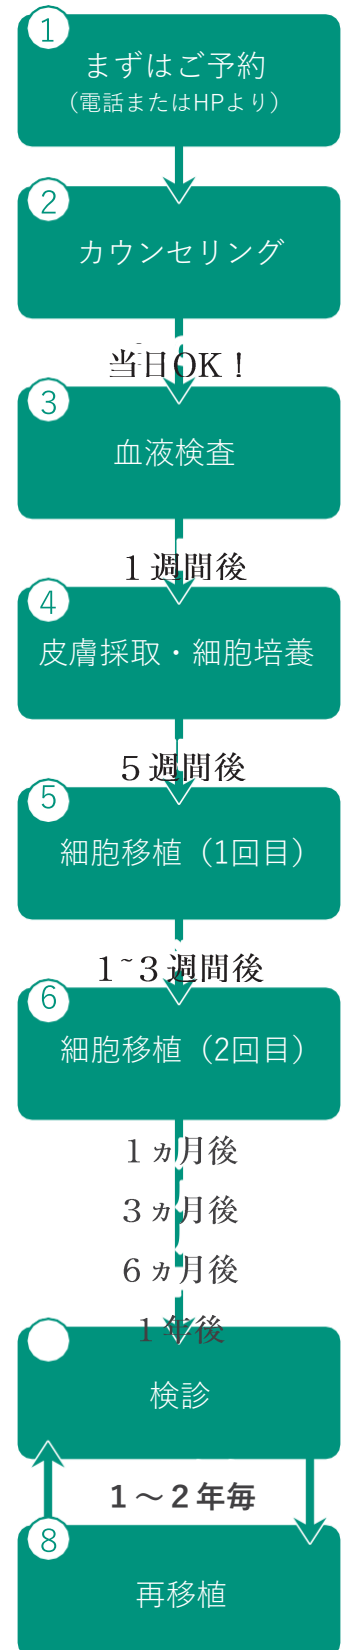 1
まずはご予約
（電話またはHPより）
2
カウンセリング
当日OK！
3
血液検査
１週間後
4
皮膚採取・細胞培養
５週間後
5
細胞移植（1回目）
１~３週間後
6
細胞移植（2回目）
１ヵ月後
３ヵ月後
６ヵ月後
１年後
検診
１～２年毎
8
再移植